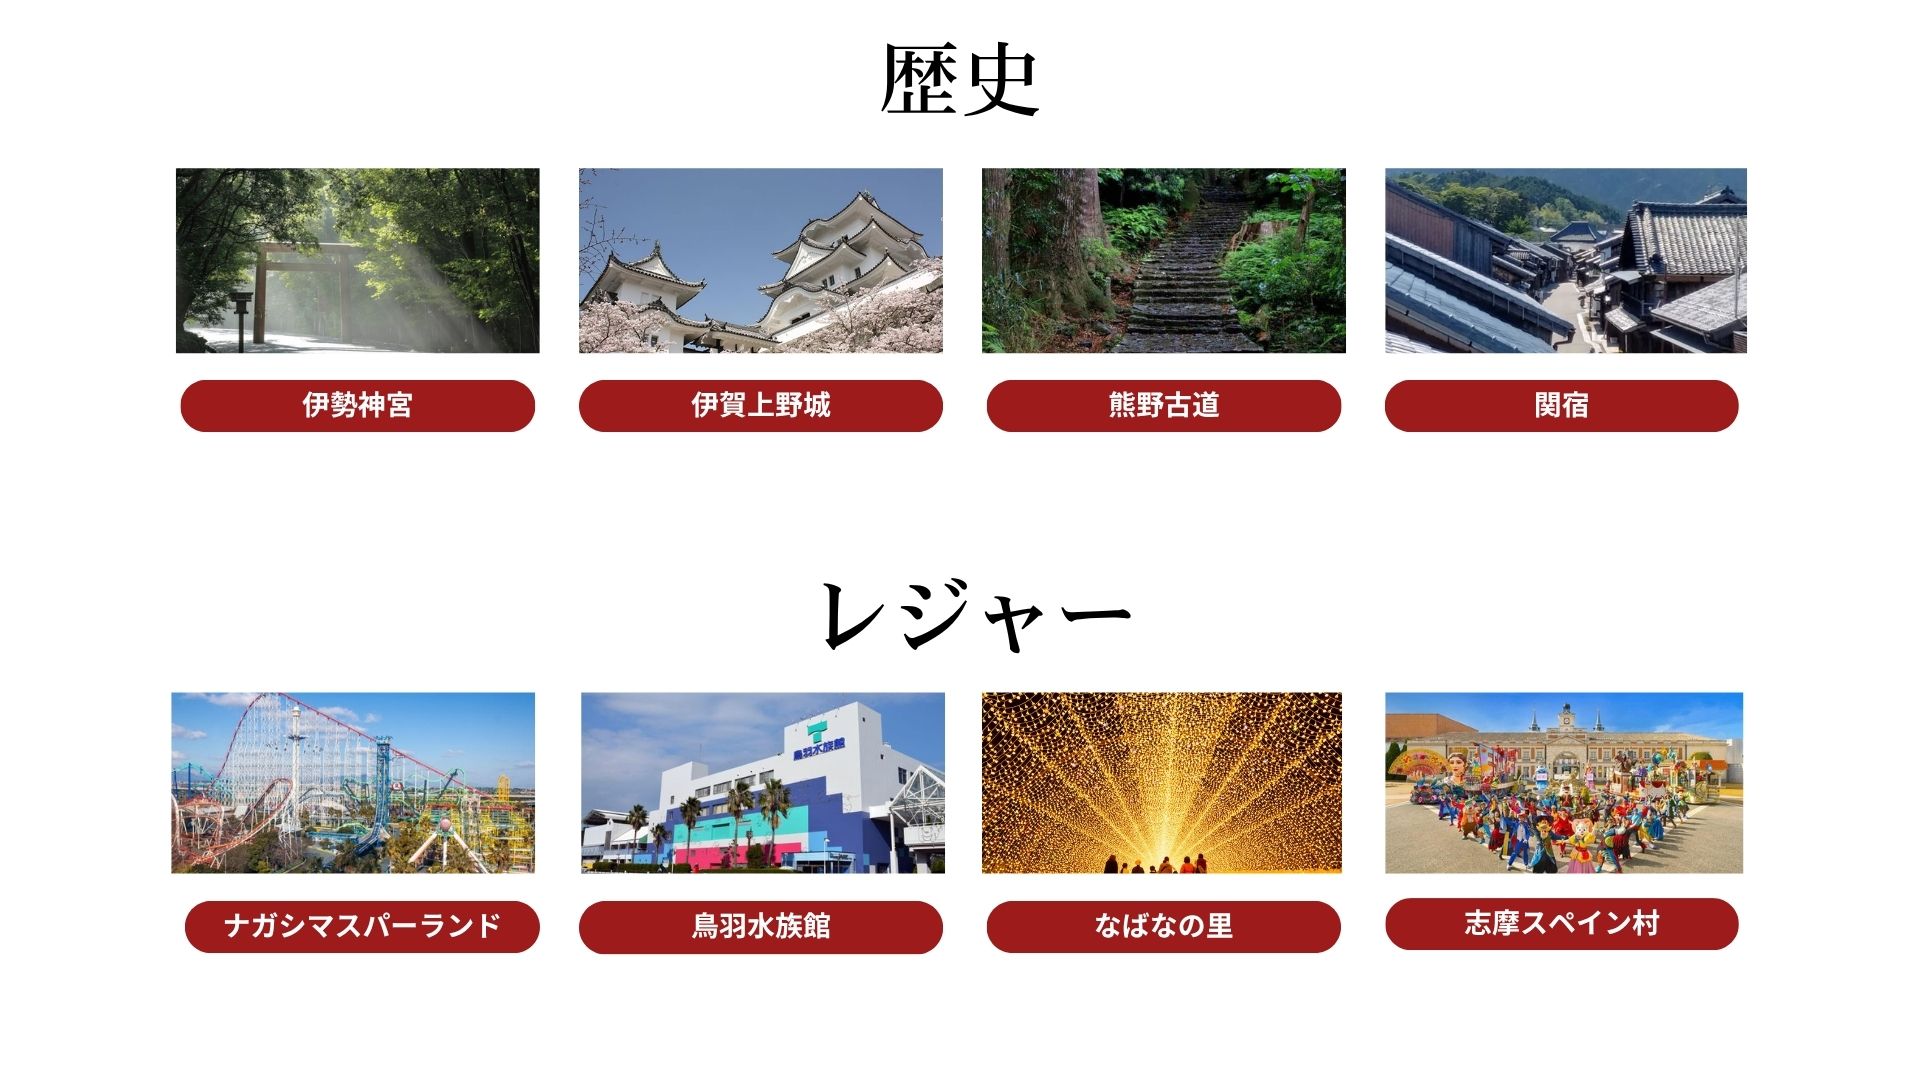 歴史
伊勢神宮
伊賀上野城
熊野古道
関宿
レジャー
鳥羽水族館
ナガシマスパーランド
鳥羽水族館
なばなの里
志摩スペイン村